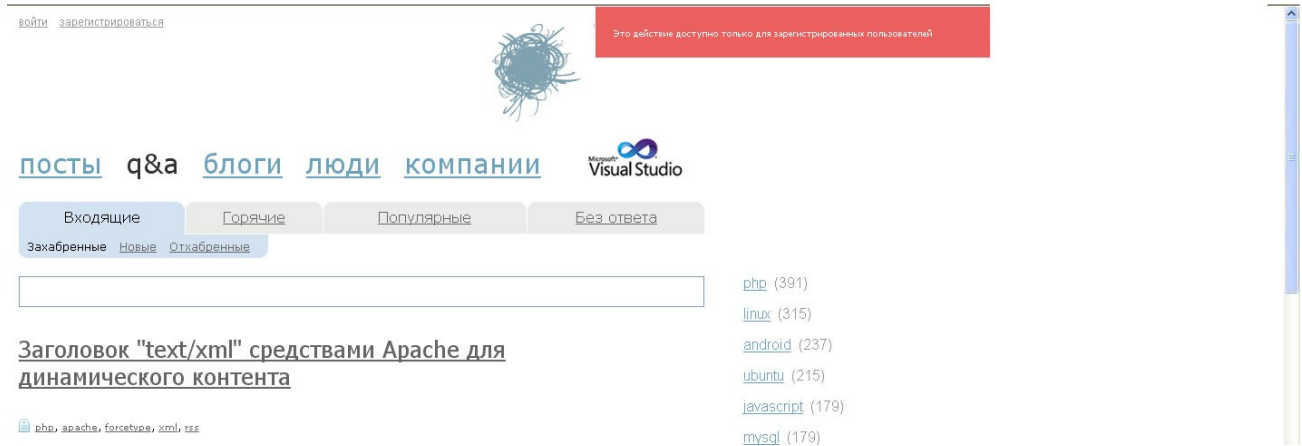 войти зарегистрироваться
Это действие доступно только для зарегистрированных пользователей
посты q&a блоги люди компании
Microsoft®
Visual Studio
Входящие Горячие Популярные Без ответа
Захабренные Новые Отхабренные
php (391)
linux (315)
Заголовок "text/xml" средствами Apache для
динамического контента
android (237)
ubuntu (215)
javascript (179)
php, apache, forcetype, xml, rss
mysql (179)